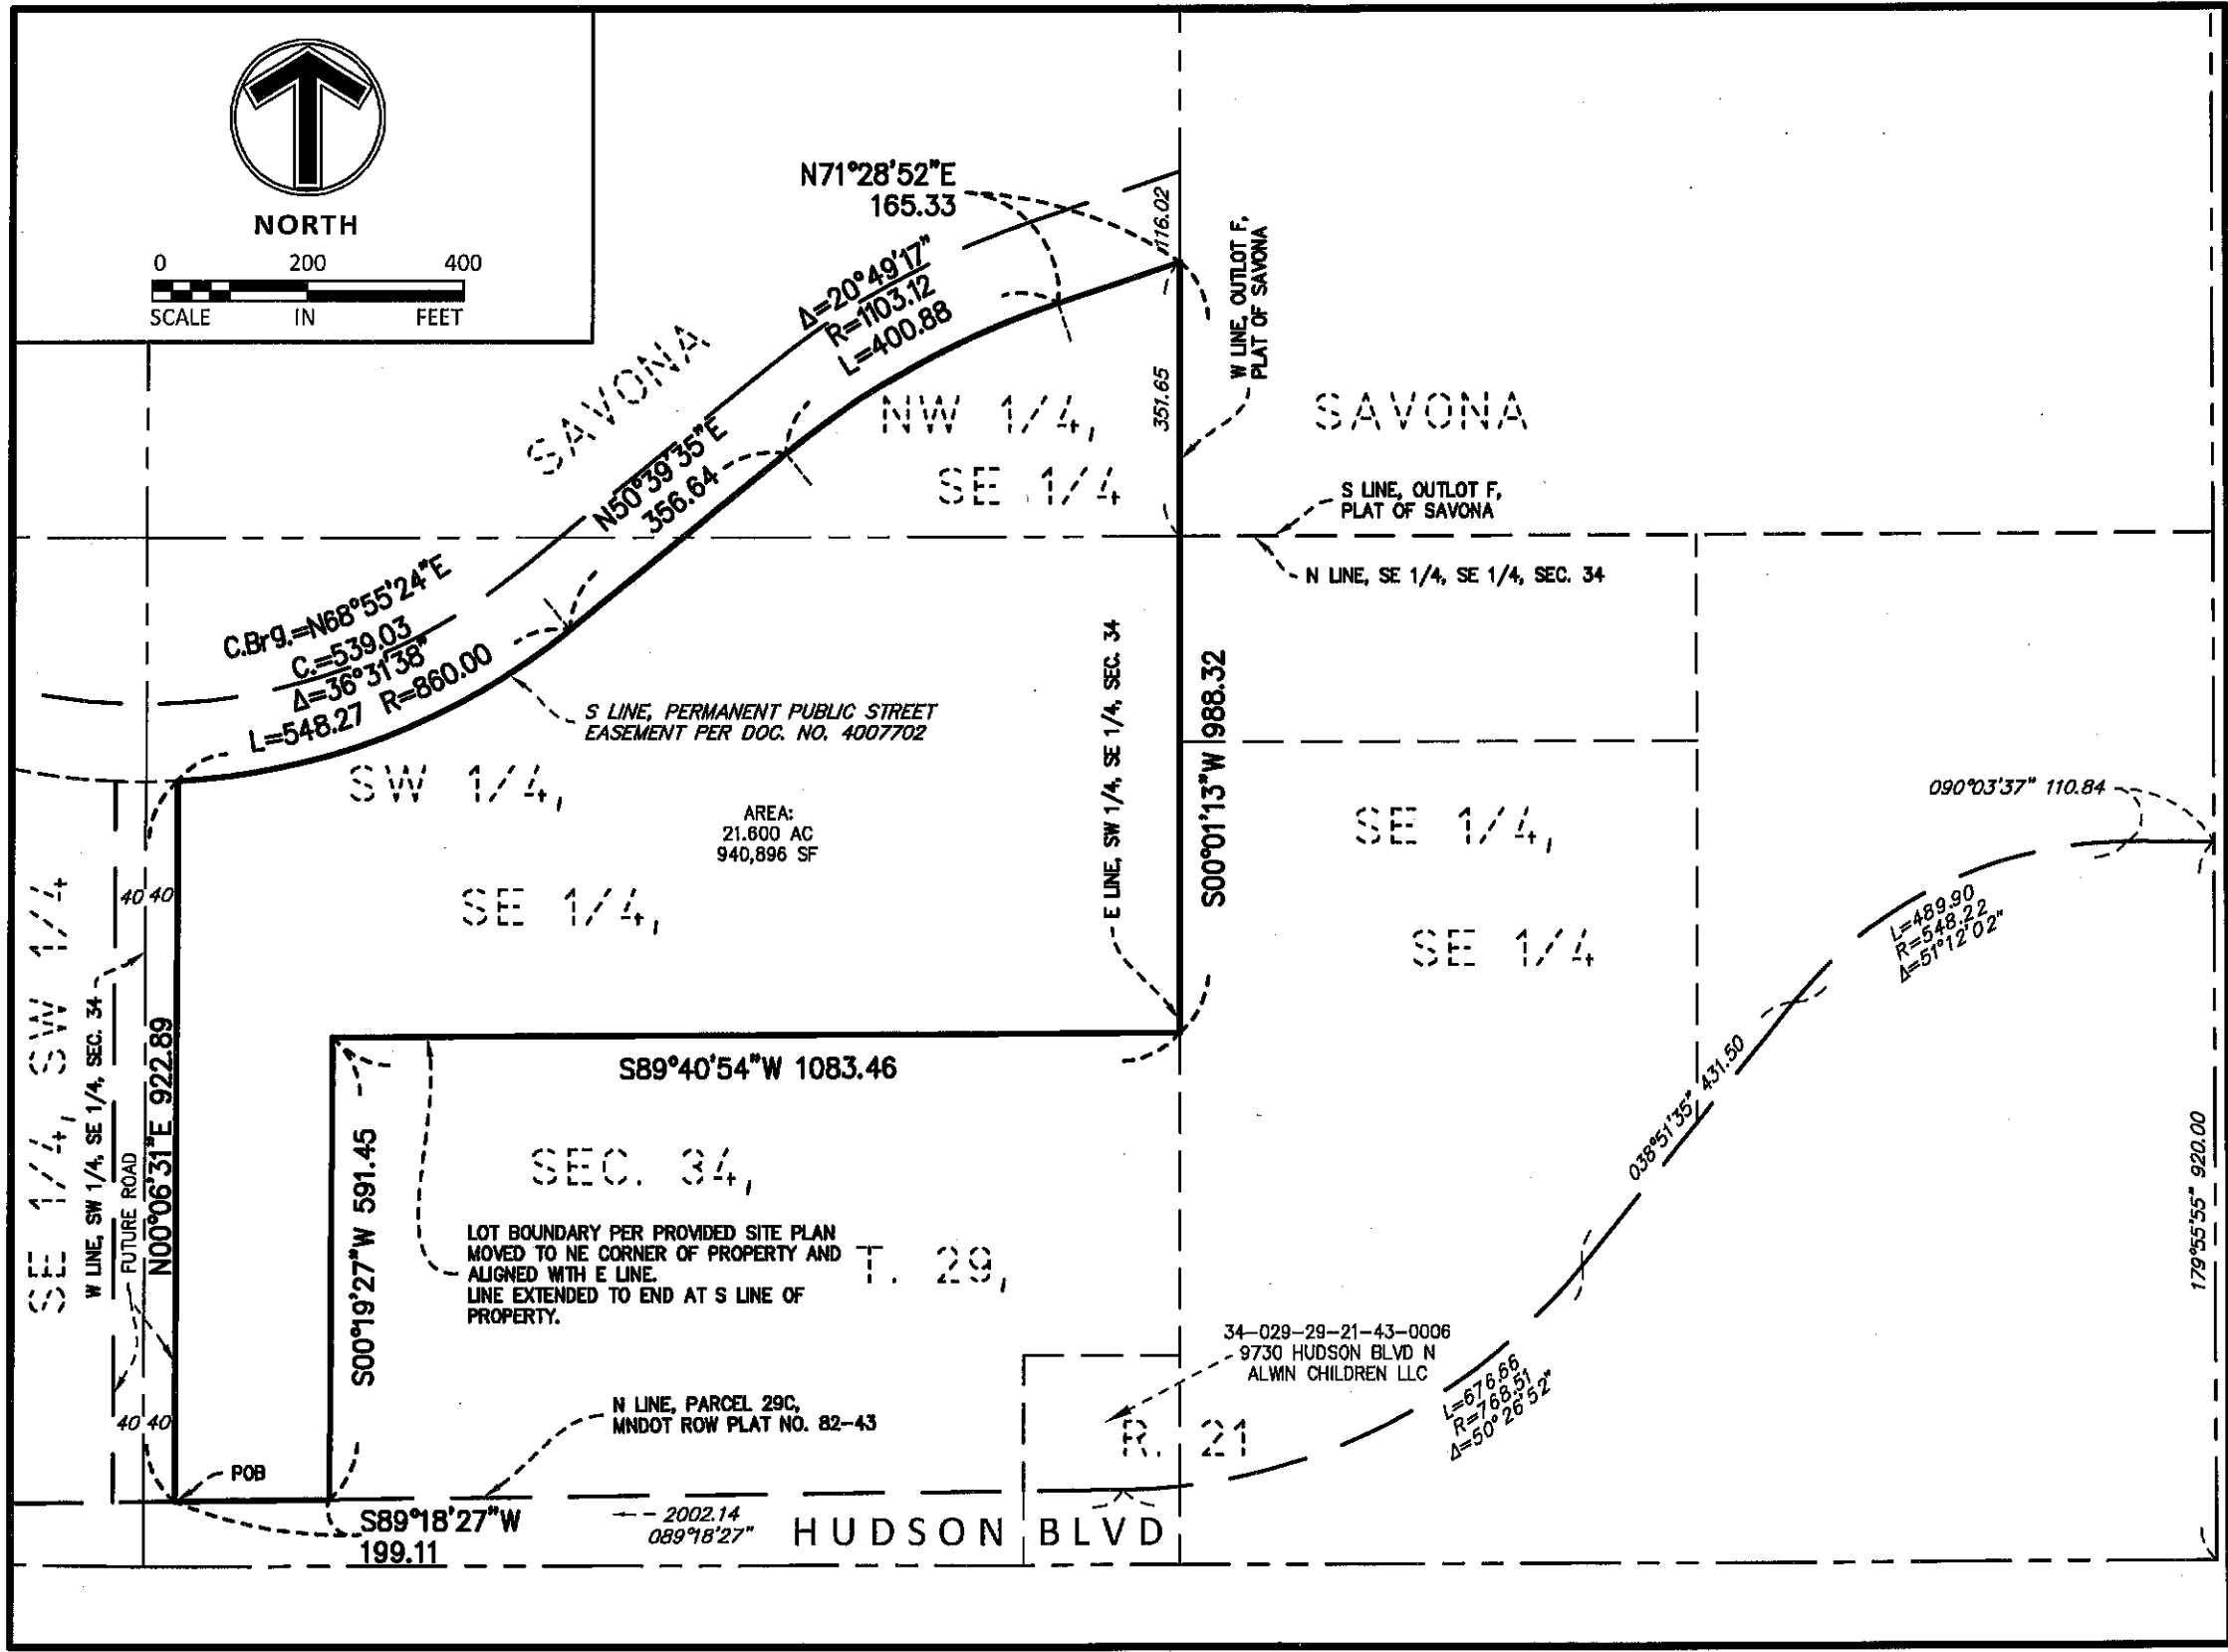 NORTH
0 200 400
SCALE IN FEET
N71°28'52"E
165.33
116.02
W LINE, OUTLOT F,
PLAT OF SAVONA
Δ=20°49'17"
R=1103.12
L=400.88
SAVONA
351.65
NW 1/4,
SE 1/4
SAVONA
N50°39'35"E
356.64
S LINE, OUTLOT F,
PLAT OF SAVONA
N LINE, SE 1/4, SE 1/4, SEC. 34
C.Brg.=N68°55'24"E
C.=539.03
Δ=36°31'38"
L=548.27 R=860.00
S LINE, PERMANENT PUBLIC STREET
EASEMENT PER DOC. NO. 4007702
E LINE, SW 1/4, SE 1/4, SEC. 34
S00°01'13"W 988.32
SW 1/4,
AREA:
21.600 AC
940,896 SF
SE 1/4,
SE 1/4,
SE 1/4
090°03'37" 110.84
L=489.90
R=548.22
Δ=51°12'02"
40 40
SE 1/4, SW 1/4
W LINE, SW 1/4, SE 1/4, SEC. 34
FUTURE ROAD
N00°06'31"E 922.89
S89°40'54"W 1083.46
038°51'35" 431.50
179°55'55" 920.00
S00°19'27"W 591.45
SEC. 34,
LOT BOUNDARY PER PROVIDED SITE PLAN
MOVED TO NE CORNER OF PROPERTY AND
ALIGNED WITH E LINE.
LINE EXTENDED TO END AT S LINE OF
PROPERTY.
T. 29,
34-029-29-21-43-0006
9730 HUDSON BLVD N
ALWIN CHILDREN LLC
L=676.66
R=768.51
Δ=50°26'52"
N LINE, PARCEL 29C,
MNDOT ROW PLAT NO. 82-43
R. 21
40 40
POB
S89°18'27"W
199.11
2002.14
089°18'27"
HUDSON BLVD